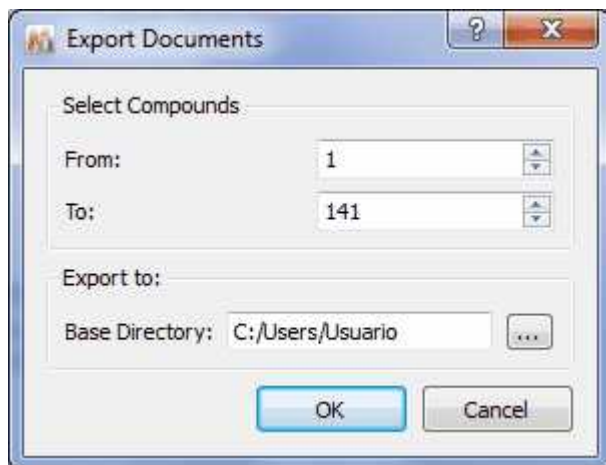 Export Documents
Select Compounds
From: 1
To: 141
Export to:
Base Directory: C:/Users/Usuario ...
OK Cancel